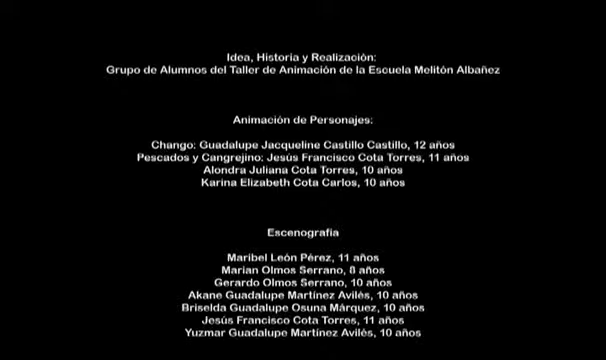 Idea, Historia y Realización:
Grupo de Alumnos del Taller de Animación de la Escuela Melitón Albañez
Animación de Personajes:
Chango: Guadalupe Jacqueline Castillo Castillo, 12 años
Pescados y Cangrejino: Jesús Francisco Cota Torres, 11 años
Alondra Juliana Cota Torres, 10 años
Karina Elizabeth Cota Carlos, 10 años
Escenografía
Maribel León Pérez, 11 años
Marian Olmos Serrano, 8 años
Gerardo Olmos Serrano, 10 años
Akane Guadalupe Martínez Avilés, 10 años
Briselda Guadalupe Osuna Márquez, 10 años
Jesús Francisco Cota Torres, 11 años
Yuzmar Guadalupe Martínez Avilés, 10 años